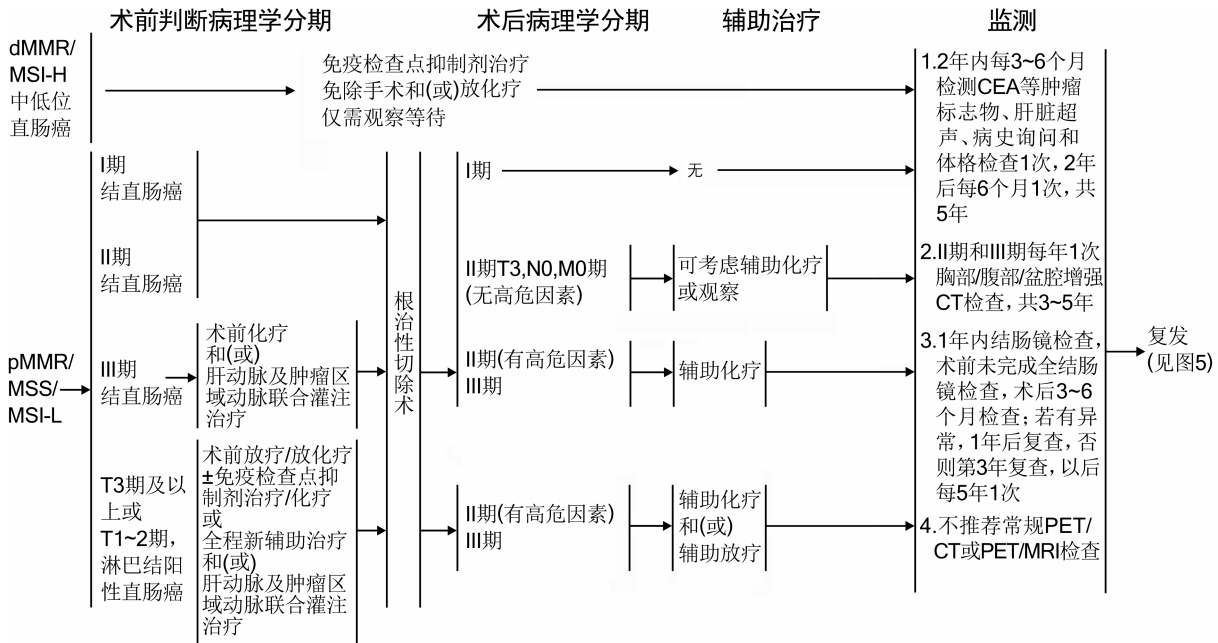 术前判断病理学分期
术后病理学分期
辅助治疗
监测
dMMR/
MSI-H
中低位
直肠癌
免疫检查点抑制剂治疗
免除手术和(或)放化疗
仅需观察等待
pMMR/
MSS/
MSI-L
I期
结直肠癌
II期
结直肠癌
III期
结直肠癌
术前化疗
和(或)
肝动脉及肿瘤区
域动脉联合灌注
治疗
T3期及以
上或
T1~2期，
淋巴结阳
性直肠癌
术前放疗/放化疗
±免疫检查点抑
制剂治疗/化疗
或
全程新辅助治疗
和(或)
肝动脉及肿瘤区
域动脉联合灌注
治疗
根治性切除术
I期
无
II期T3,N0,M0期
(无高危因素)
可考虑辅助化疗
或观察
II期(有高危因素)
III期
辅助化疗
II期(有高危因素)
III期
辅助化疗
和(或)
辅助放疗
1.2年内每3~6个月
检测CEA等肿瘤
标志物、肝脏超
声、病史询问和
体格检查1次，2年
后每6个月1次，共
5年
2.II期和III期每年1次
胸部/腹部/盆腔增强
CT检查，共3~5年
3.1年内结肠镜检查，
术前未完成全结肠
镜检查，术后3~6
个月检查；若有异
常，1年后复查，否
则第3年复查，以后
每5年1次
4.不推荐常规PET/
CT或PET/MRI检查
复发
(见图5)